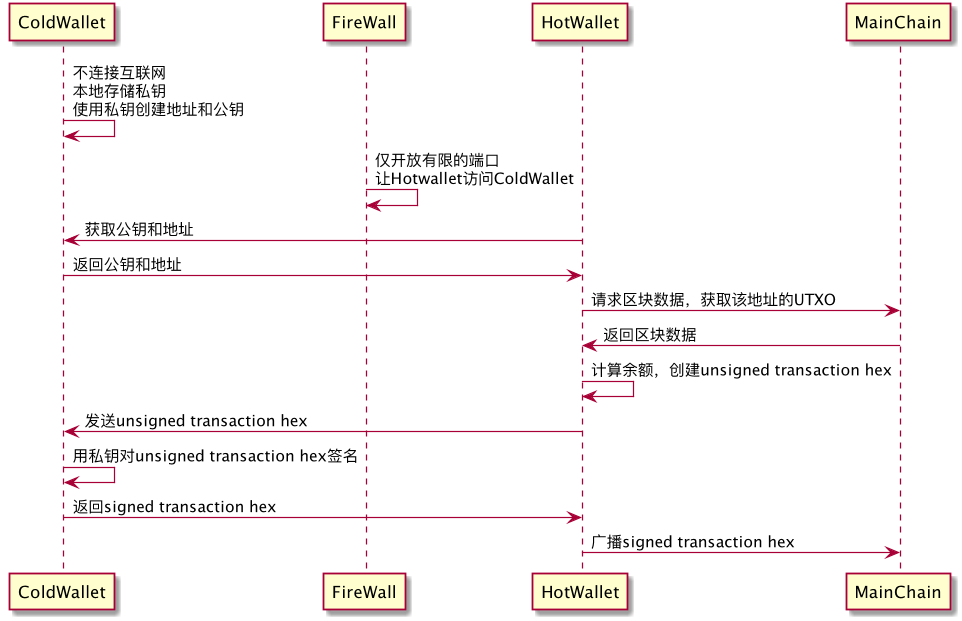 ColdWallet
FireWall
HotWallet
MainChain
不连接互联网
本地存储私钥
使用私钥创建地址和公钥
仅开放有限的端口
让Hotwallet访问ColdWallet
获取公钥和地址
返回公钥和地址
请求区块数据，获取该地址的UTXO
返回区块数据
计算余额，创建unsigned transaction hex
发送unsigned transaction hex
用私钥对unsigned transaction hex签名
返回signed transaction hex
广播signed transaction hex
ColdWallet
FireWall
HotWallet
MainChain